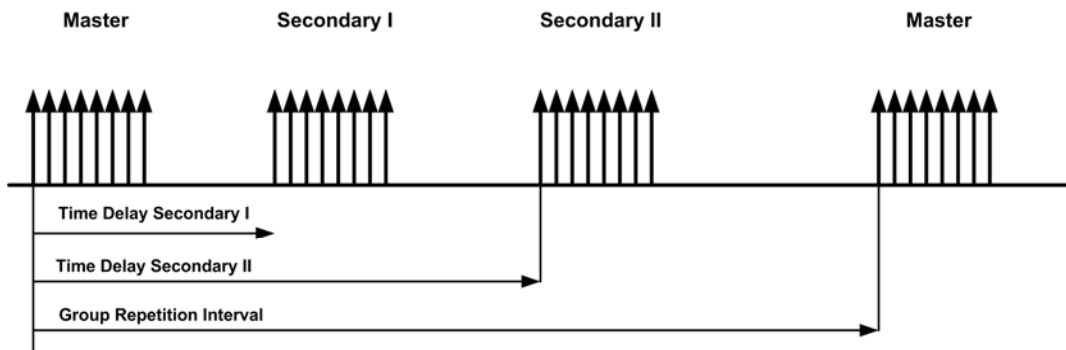 Master Secondary I Secondary II Master
Time Delay Secondary I
Time Delay Secondary II
Group Repetition Interval